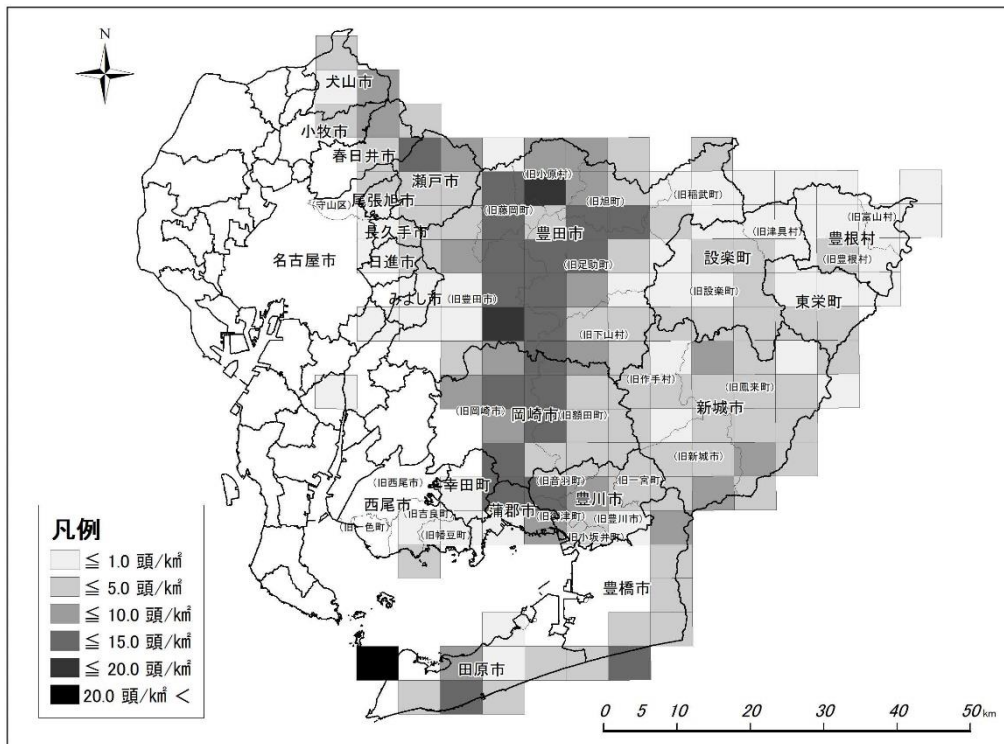 N
犬山市
小牧市
春日井市
瀬戸市
(旧小原村)
(旧稲武町)
(守山区)
尾張旭市
(旧藤岡町)
(旧旭町)
(旧富山村)
長久手市
豊田市
(旧津具村)
豊根村
名古屋市
日進市
(旧足助町)
設楽町
(旧豊根村)
みよし市
(旧豊田市)
(旧設楽町)
東栄町
(旧下山村)
(旧作手村)
(旧鳳来町)
(旧岡崎市)
岡崎市
(旧額田町)
新城市
(旧新城市)
(旧西尾市)
幸田町
(旧音羽町)
(旧一宮町)
西尾市
豊川市
(旧吉良町)
蒲郡市
(旧豊川市)
(旧一色町)
(旧幡豆町)
(旧小坂井町)
豊橋市
田原市
凡例
≦ 1.0 頭/㎢
≦ 5.0 頭/㎢
≦ 10.0 頭/㎢
≦ 15.0 頭/㎢
≦ 20.0 頭/㎢
20.0 頭/㎢ <
0 5 10 20 30 40 50 km